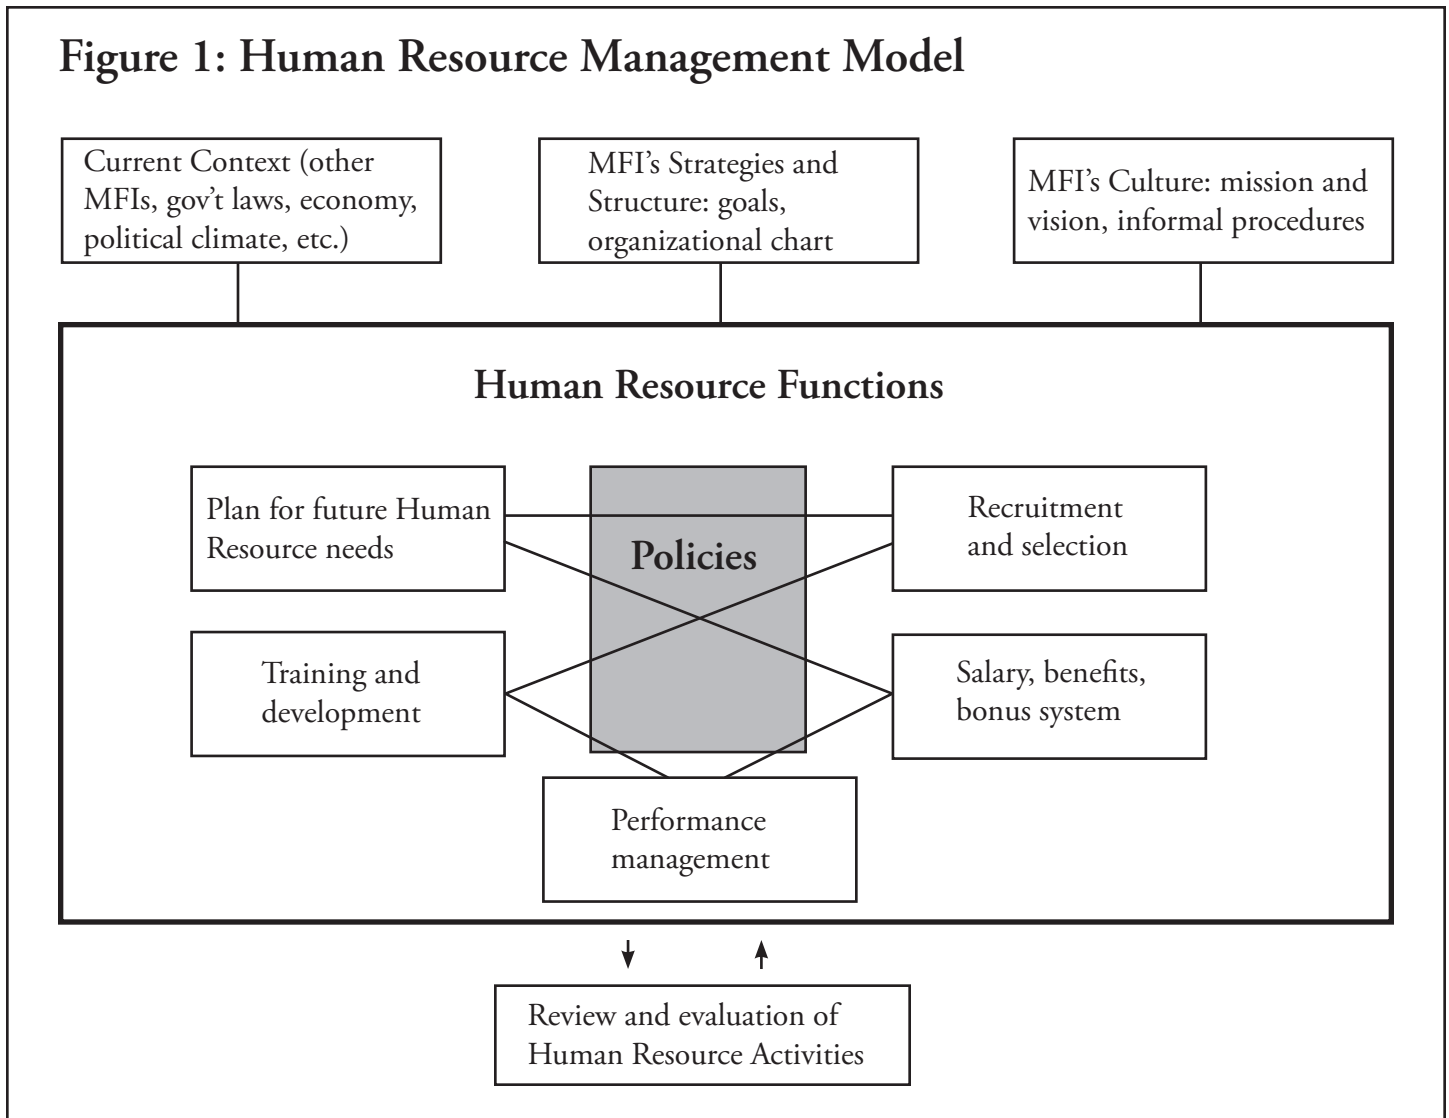 Figure 1: Human Resource Management Model
Current Context (other
MFIs, gov't laws, economy,
political climate, etc.)
MFI's Strategies and
Structure: goals,
organizational chart
MFI's Culture: mission and
vision, informal procedures
Human Resource Functions
Plan for future Human
Resource needs
Policies
Recruitment
and selection
Training and
development
Salary, benefits,
bonus system
Performance
management
Review and evaluation of
Human Resource Activities